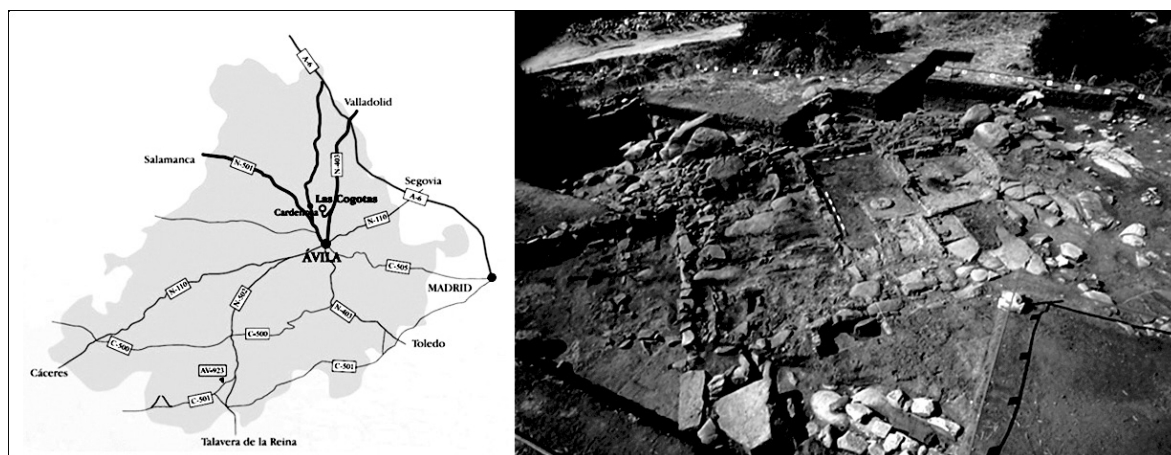 A-6
Valladolid
Salamanca
N-501
N-403
Segovia
A-6
Las Cogotas
Cardeñosa
N-110
ÁVILA
C-505
MADRID
N-110
N-502
N-403
C-500
Toledo
C-500
AV-923
C-501
Cáceres
C-501
Talavera de la Reina